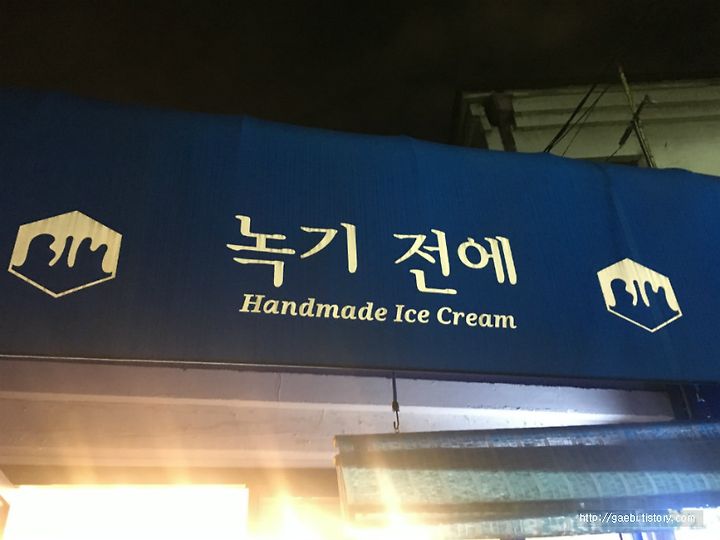 녹기 전에
Handmade Ice Cream
http://gaebi.tistory.com